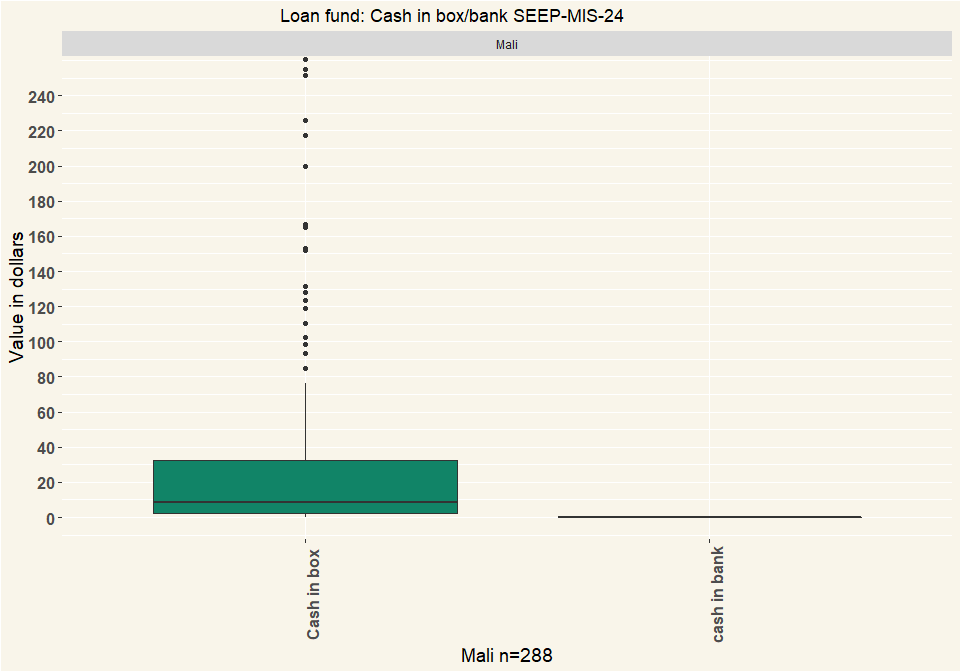 Loan fund: Cash in box/bank SEEP-MIS-24
Mali
Value in dollars
240
220
200
180
160
140
120
100
80
60
40
20
0
Cash in box
cash in bank
Mali n=288